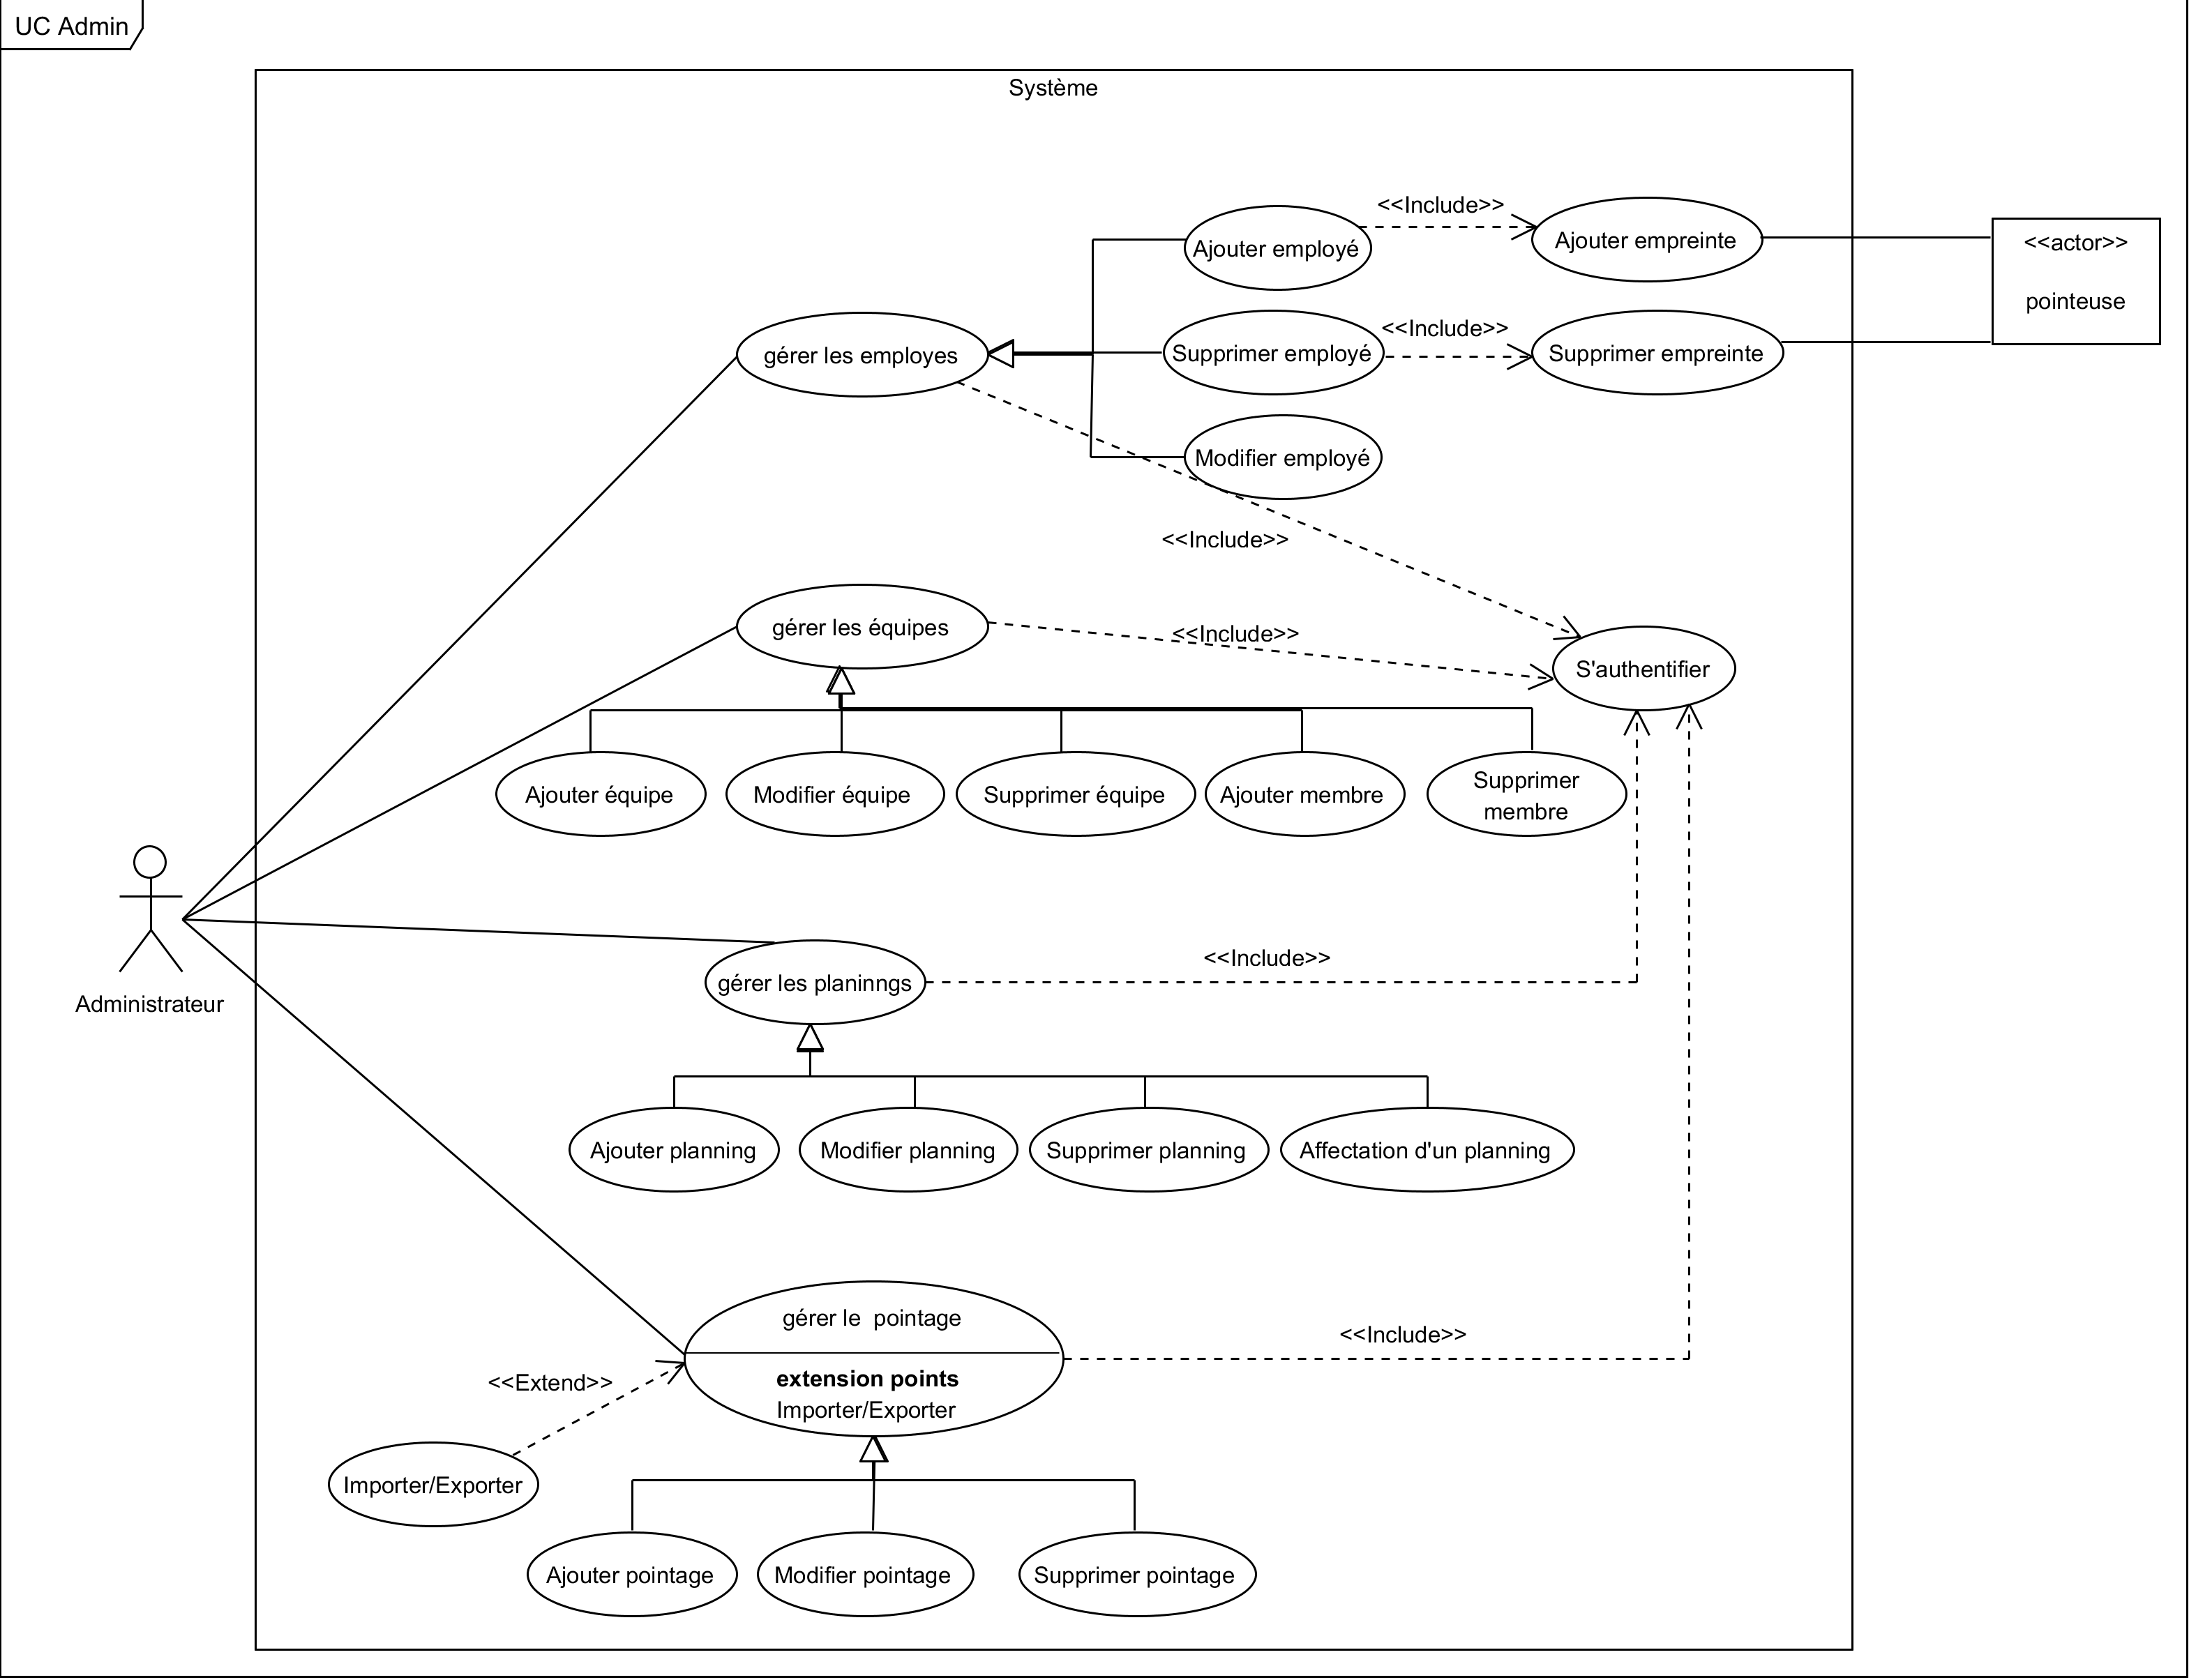 UC Admin
Système
<<Include>>
Ajouter employé
Ajouter empreinte
<<actor>>
pointeuse
gérer les employes
<<Include>>
Supprimer employé
Supprimer empreinte
Modifier employé
<<Include>>
gérer les équipes
<<Include>>
S'authentifier
Ajouter équipe
Modifier équipe
Supprimer équipe
Ajouter membre
Supprimer
membre
Administrateur
gérer les planinngs
<<Include>>
Ajouter planning
Modifier planning
Supprimer planning
Affectation d'un planning
gérer le  pointage
extension points
Importer/Exporter
<<Include>>
<<Extend>>
Importer/Exporter
Ajouter pointage
Modifier pointage
Supprimer pointage